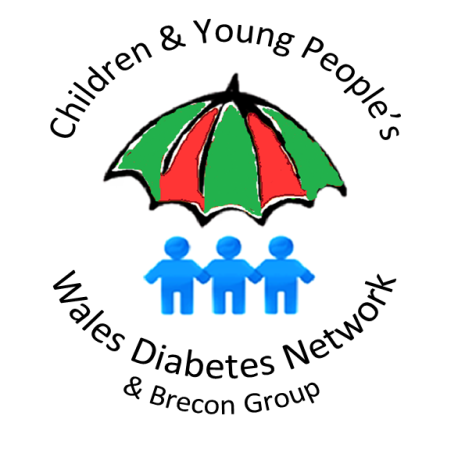 Children & Young People's
Wales Diabetes Network
& Brecon Group